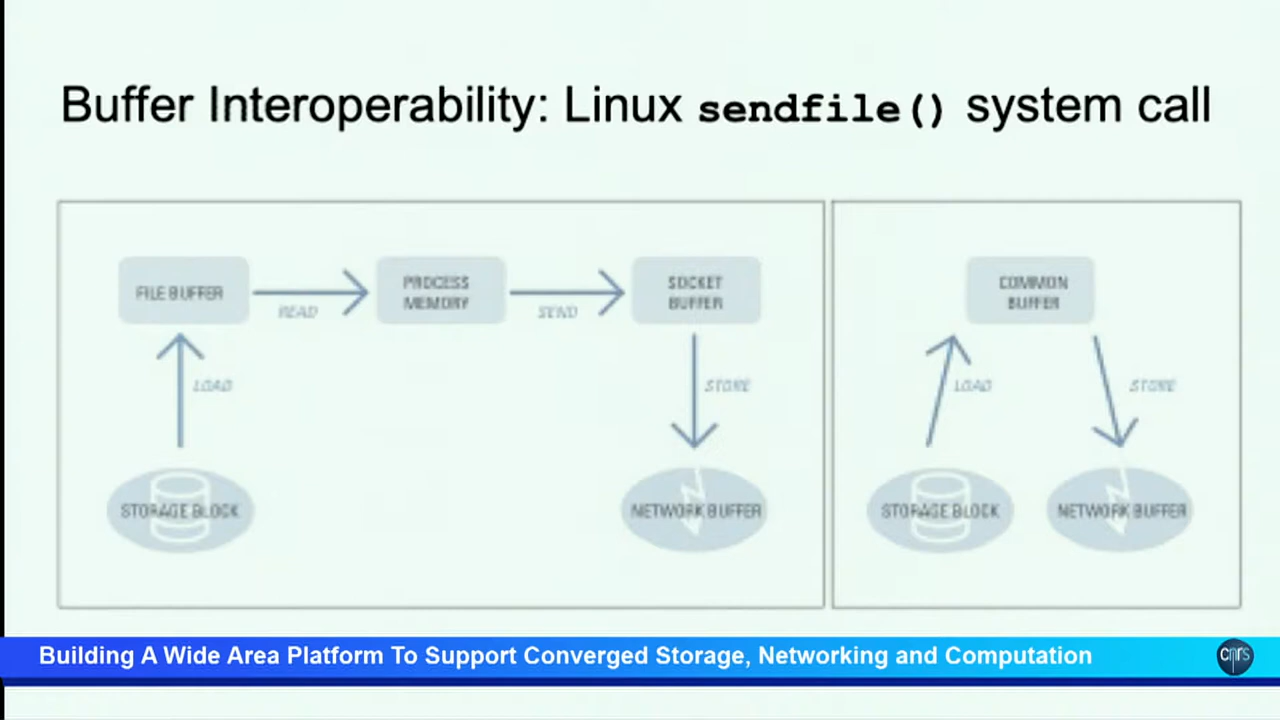 Buffer Interoperability: Linux sendfile() system call
FILE BUFFER
READ
PROCESS
MEMORY
SEND
SOCKET
BUFFER
LOAD
STORE
STORAGE BLOCK
NETWORK BUFFER
COMMON
BUFFER
LOAD
STORE
STORAGE BLOCK
NETWORK BUFFER
Building A Wide Area Platform To Support Converged Storage, Networking and Computation
cnrs